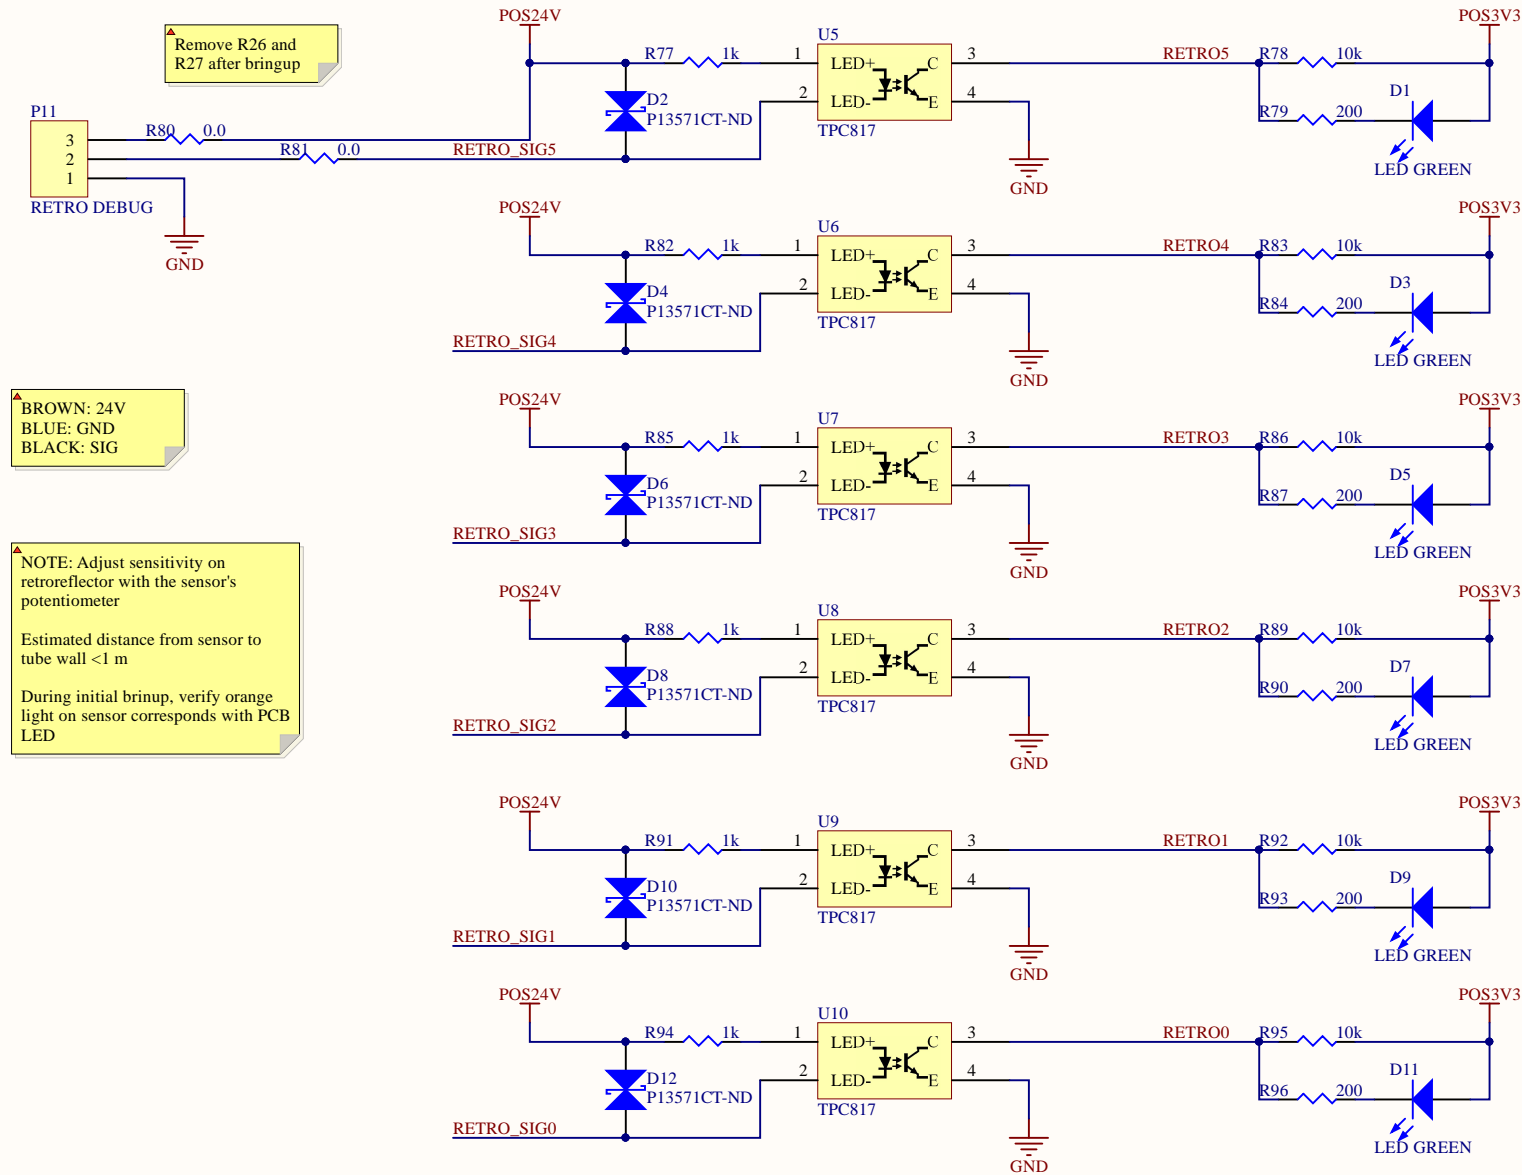 Remove R26 and
R27 after bringup
P11
3
2
1
RETRO DEBUG
R80 0.0
R81 0.0
GND
POS24V
RETRO_SIG5
R77 1k
D2
P13571CT-ND
U5
1
2
LED+
LED-
C
E
3
4
TPC817
GND
RETRO5
POS3V3
R78 10k
R79 200
D1
LED GREEN
POS24V
RETRO_SIG4
R82 1k
D4
P13571CT-ND
U6
1
2
LED+
LED-
C
E
3
4
TPC817
GND
RETRO4
POS3V3
R83 10k
R84 200
D3
LED GREEN
BROWN: 24V
BLUE: GND
BLACK: SIG
POS24V
RETRO_SIG3
R85 1k
D6
P13571CT-ND
U7
1
2
LED+
LED-
C
E
3
4
TPC817
GND
RETRO3
POS3V3
R86 10k
R87 200
D5
LED GREEN
NOTE: Adjust sensitivity on
retroreflector with the sensor's
potentiometer
Estimated distance from sensor to
tube wall <1 m
During initial brinup, verify orange
light on sensor corresponds with PCB
LED
POS24V
RETRO_SIG2
R88 1k
D8
P13571CT-ND
U8
1
2
LED+
LED-
C
E
3
4
TPC817
GND
RETRO2
POS3V3
R89 10k
R90 200
D7
LED GREEN
POS24V
RETRO_SIG1
R91 1k
D10
P13571CT-ND
U9
1
2
LED+
LED-
C
E
3
4
TPC817
GND
RETRO1
POS3V3
R92 10k
R93 200
D9
LED GREEN
POS24V
RETRO_SIG0
R94 1k
D12
P13571CT-ND
U10
1
2
LED+
LED-
C
E
3
4
TPC817
GND
RETRO0
POS3V3
R95 10k
R96 200
D11
LED GREEN